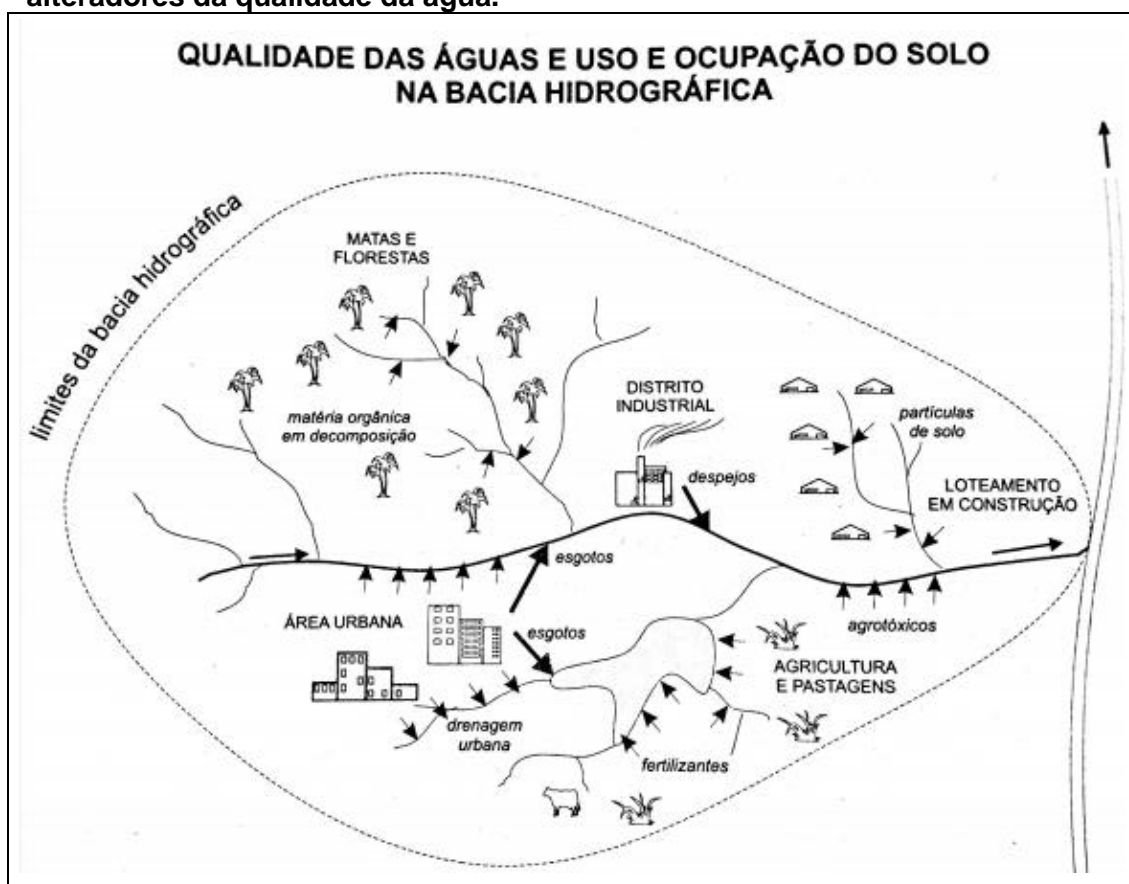 alteradores da qualidade da água.
QUALIDADE DAS ÁGUAS E USO E OCUPAÇÃO DO SOLO
NA BACIA HIDROGRÁFICA
limites da bacia hidrográfica
MATAS E
FLORESTAS
matéria orgânica
em decomposição
DISTRITO
INDUSTRIAL
despejos
partículas
de solo
LOTEAMENTO
EM CONSTRUÇÃO
esgotos
ÁREA URBANA
esgotos
agrotóxicos
AGRICULTURA
E PASTAGENS
drenagem
urbana
fertilizantes